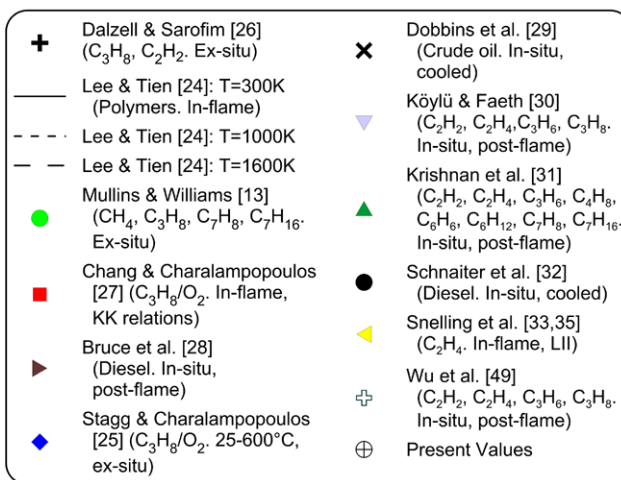 Dalzell & Sarofim [26]
(C₃H₈, C₂H₂. Ex-situ)
Lee & Tien [24]: T=300K
(Polymers. In-flame)
Lee & Tien [24]: T=1000K
Lee & Tien [24]: T=1600K
Mullins & Williams [13]
(CH₄, C₃H₈, C₇H₈, C₇H₁₆.
Ex-situ)
Chang & Charalampopoulos
[27] (C₃H₈/O₂. In-flame,
KK relations)
Bruce et al. [28]
(Diesel. In-situ,
post-flame)
Stagg & Charalampopoulos
[25] (C₃H₈/O₂. 25-600°C,
ex-situ)
Dobbins et al. [29]
(Crude oil. In-situ,
cooled)
Köylü & Faeth [30]
(C₂H₂, C₂H₄,C₃H₆, C₃H₈.
In-situ, post-flame)
Krishnan et al. [31]
(C₂H₂, C₂H₄, C₃H₆, C₄H₈,
C₆H₆, C₆H₁₂, C₇H₈, C₇H₁₆.
In-situ, post-flame)
Schnaiter et al. [32]
(Diesel. In-situ, cooled)
Snelling et al. [33,35]
(C₂H₄. In-flame, LII)
Wu et al. [49]
(C₂H₂, C₂H₄, C₃H₆, C₃H₈.
In-situ, post-flame)
Present Values